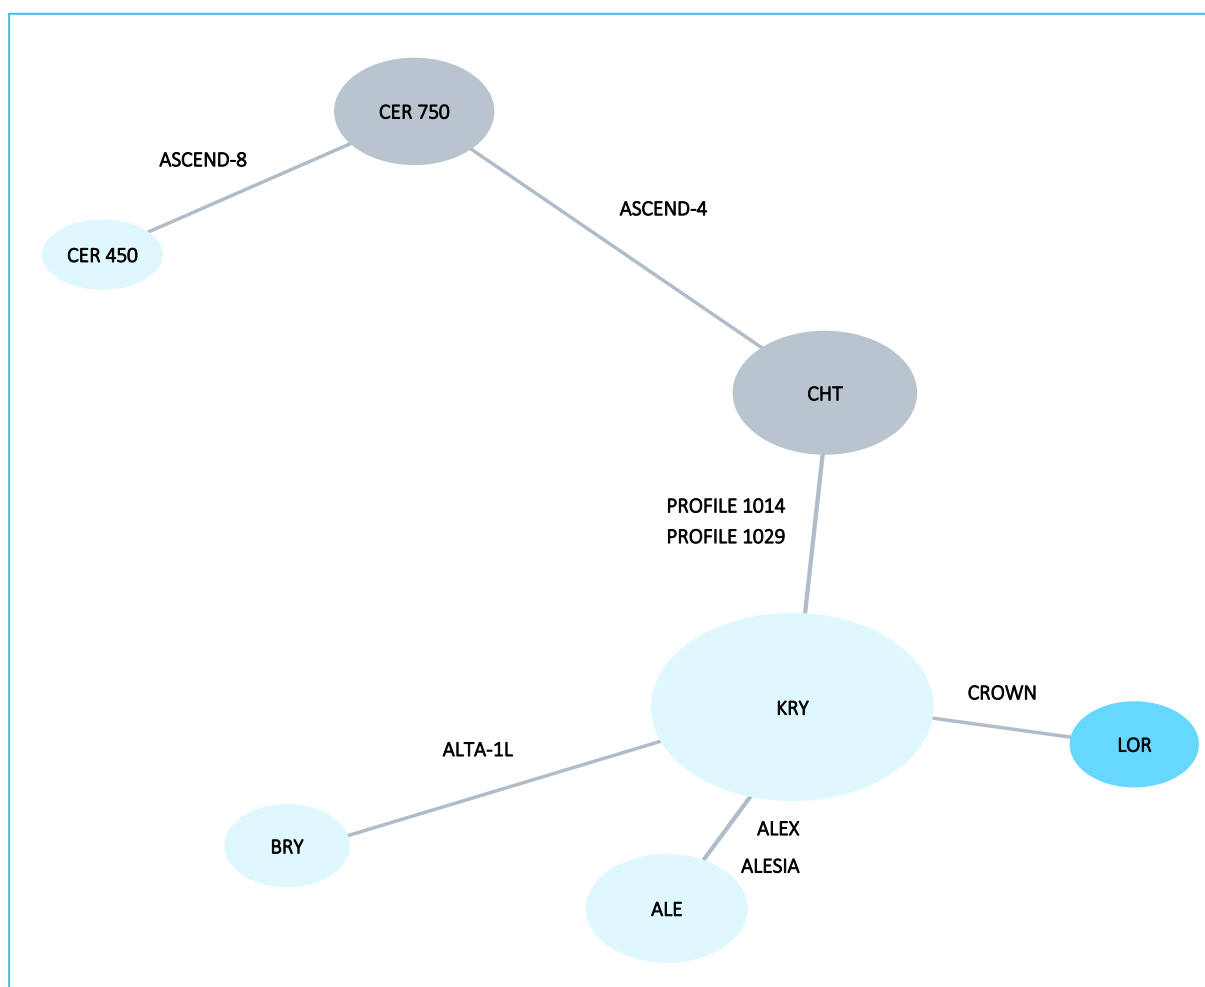 CER 750
ASCEND-8
ASCEND-4
CER 450
CHT
PROFILE 1014
PROFILE 1029
CROWN
KRY
LOR
ALTA-1L
ALEX
BRY
ALESIA
ALE